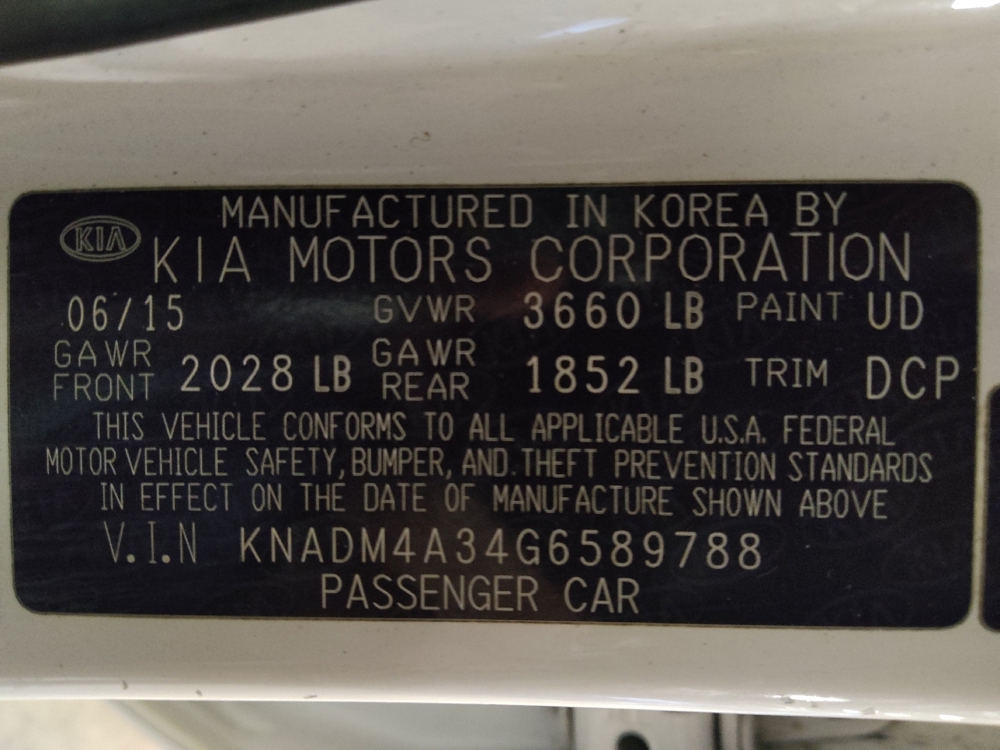 MANUFACTURED IN KOREA BY
KIA KIA MOTORS CORPORATION
06/15 GVWR 3660 LB PAINT UD
GAWR FRONT 2028 LB GAWR REAR 1852 LB TRIM DCP
THIS VEHICLE CONFORMS TO ALL APPLICABLE U.S.A. FEDERAL
MOTOR VEHICLE SAFETY, BUMPER, AND THEFT PREVENTION STANDARDS
IN EFFECT ON THE DATE OF MANUFACTURE SHOWN ABOVE
V.I.N KNADM4A34G6589788
PASSENGER CAR